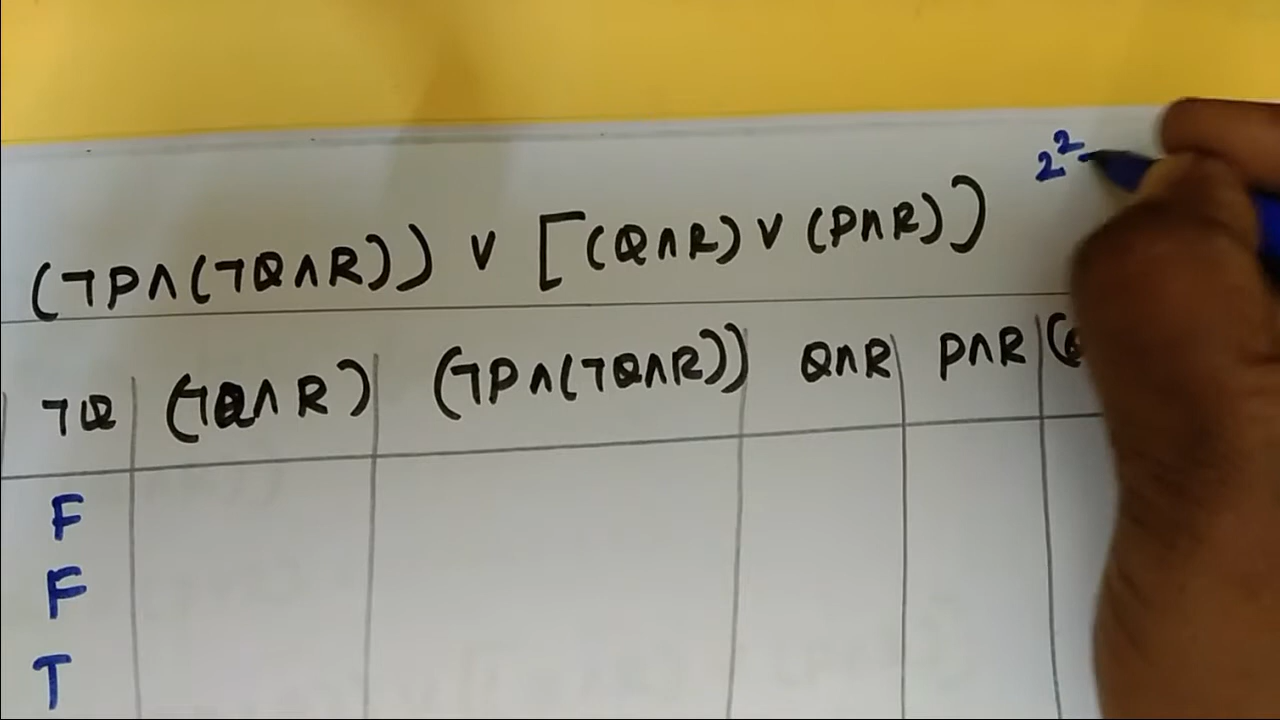 2² -
(¬P∧(¬Q∧R)) ∨ [(Q∧R)∨(P∧R))
¬Q (¬Q∧R) (¬P∧(¬Q∧R)) Q∧R P∧R (
F
F
T